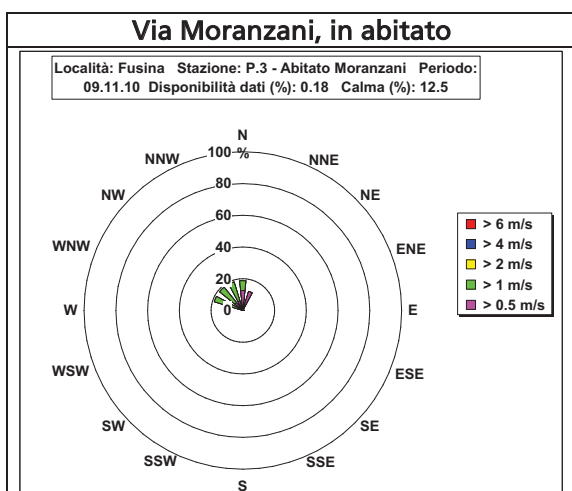 Via Moranzani, in abitato
Località: Fusina Stazione: P.3 - Abitato Moranzani Periodo:
09.11.10 Disponibilità dati (%): 0.18 Calma (%): 12.5
N
NNW
NNE
100 %
NW
NE
80
60
WNW
ENE
40
20
W
0
E
WSW
ESE
SW
SE
SSW
SSE
S
> 6 m/s
> 4 m/s
> 2 m/s
> 1 m/s
> 0.5 m/s